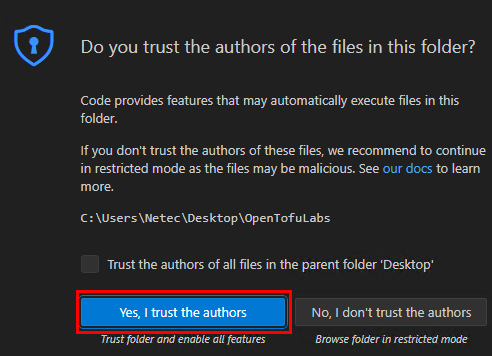 Do you trust the authors of the files in this folder?
Code provides features that may automatically execute files in this
folder.
If you don't trust the authors of these files, we recommend to continue
in restricted mode as the files may be malicious. See our docs to learn
more.
C:\Users\Netec\Desktop\OpenTofuLabs
Trust the authors of all files in the parent folder 'Desktop'
Yes, I trust the authors
No, I don't trust the authors
Trust folder and enable all features
Browse folder in restricted mode